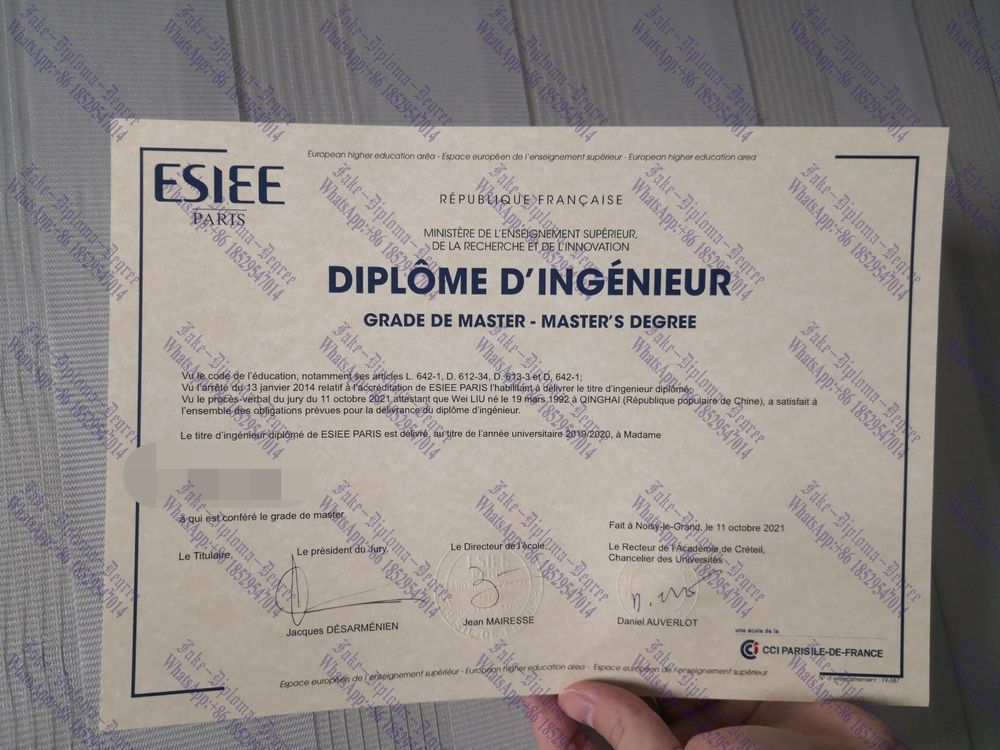 European higher education area - Espace européen de l'enseignement supérieur - European higher education area
ESIEE
PARIS
RÉPUBLIQUE FRANÇAISE
MINISTÈRE DE L'ENSEIGNEMENT SUPÉRIEUR,
DE LA RECHERCHE ET DE L'INNOVATION
DIPLÔME D'INGÉNIEUR
GRADE DE MASTER - MASTER'S DEGREE
Vu le code de l'éducation, notamment ses articles L. 642-1, D. 612-34, D. 613-3 et D. 642-1;
Vu l'arrêté du 13 janvier 2014 relatif à l'accréditation de ESIEE PARIS l'habilitant à délivrer le titre d'ingenieur diplômé;
Vu le procès-verbal du jury du 11 octobre 2021 attestant que Wei LIU né le 19 mars 1992 à QINGHAI (République populaire de Chine), a satisfait à
l'ensemble des obligations prévues pour la délivrance du diplôme d'ingénieur.
Le titre d'ingénieur diplômé de ESIEE PARIS est délivré, au titre de l'année universitaire 2019/2020, à Madame
à qui est conféré le grade de master
Fait à Noisy-le-Grand, le 11 octobre 2021
Le Titulaire,
Le président du Jury,
Le Directeur de l'école,
Le Recteur de l'Académie de Créteil,
Chancelier des Universités
Jacques DÉSARMÉNIEN
Jean MAIRESSE
Daniel AUVERLOT
une école de la
CCI PARIS ILE-DE-FRANCE
Espace européen de l'enseignement supérieur - European higher education area - Espace européen de l'enseignement supérieur
N° d'enregistrement : 19-387
Fake-Diploma-Degree
WhatsApp:+86 18529547014